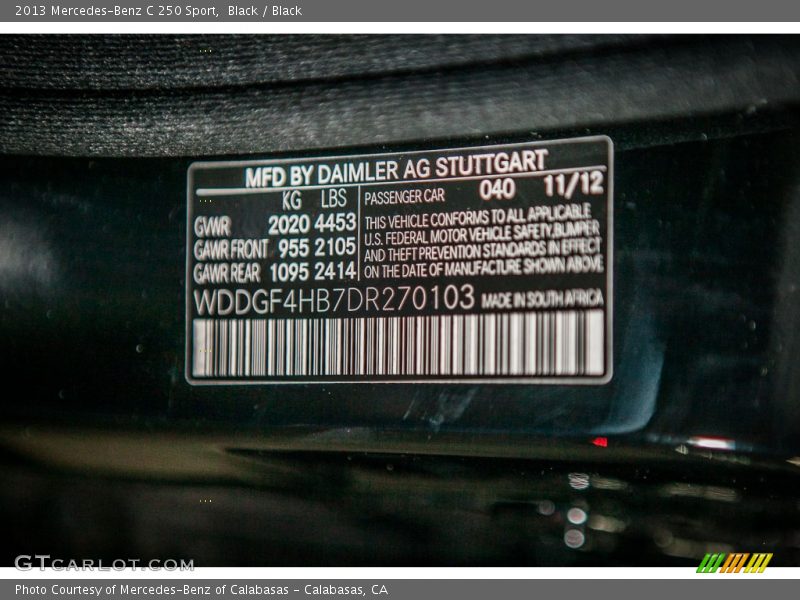 2013 Mercedes-Benz C 250 Sport,  Black / Black
MFD BY DAIMLER AG STUTTGART
KG LBS PASSENGER CAR 040 11/12
GVWR 2020 4453
GAWR FRONT 955 2105
GAWR REAR 1095 2414
THIS VEHICLE CONFORMS TO ALL APPLICABLE
U.S. FEDERAL MOTOR VEHICLE SAFETY, BUMPER
AND THEFT PREVENTION STANDARDS IN EFFECT
ON THE DATE OF MANUFACTURE SHOWN ABOVE
WDDGF4HB7DR270103 MADE IN SOUTH AFRICA
GTCARLOT.COM
Photo Courtesy of Mercedes-Benz of Calabasas - Calabasas, CA